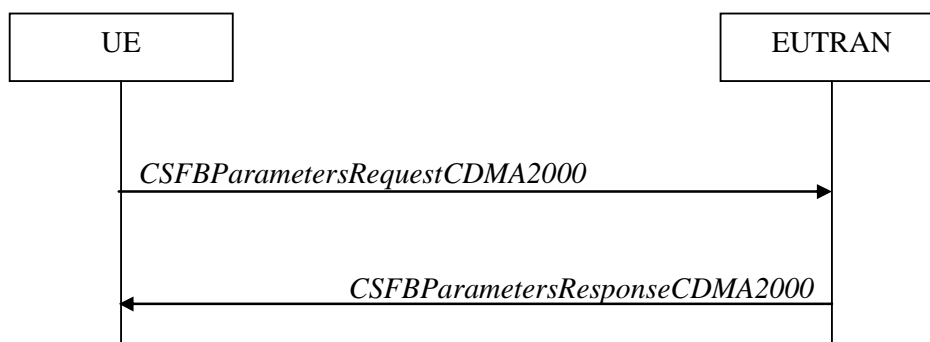 UE
EUTRAN
CSFBParametersRequestCDMA2000
CSFBParametersResponseCDMA2000